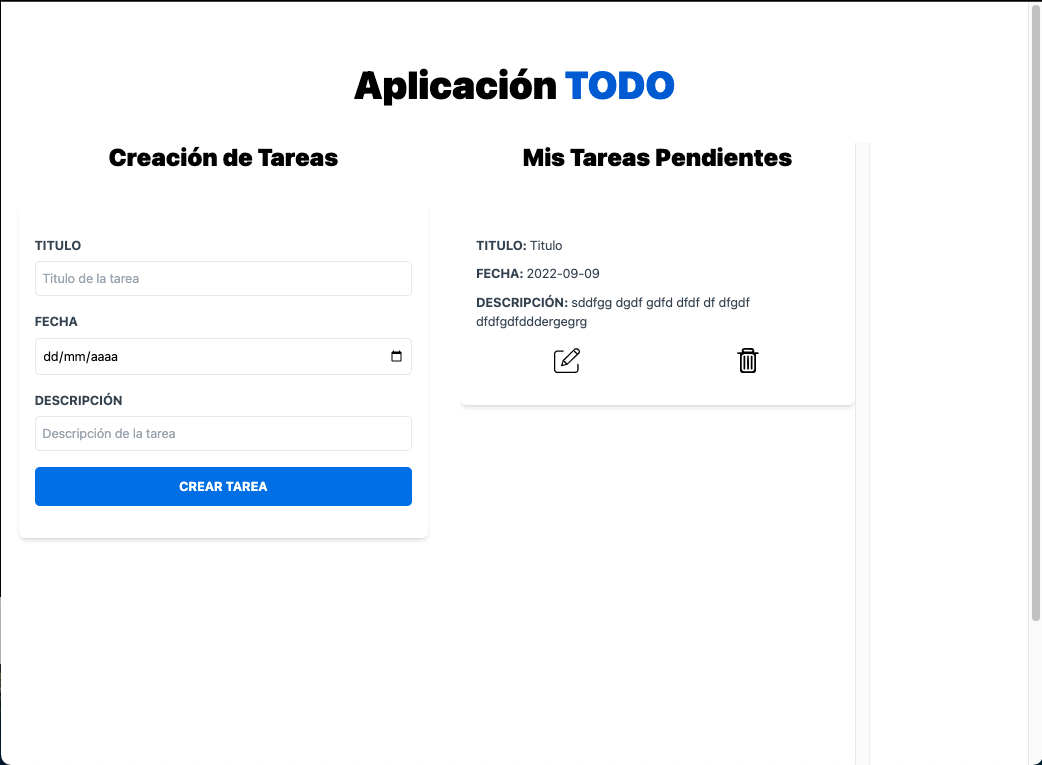 Aplicación TODO
Creación de Tareas
TITULO
Titulo de la tarea
FECHA
dd/mm/aaaa
DESCRIPCIÓN
Descripción de la tarea
CREAR TAREA
Mis Tareas Pendientes
TITULO: Titulo
FECHA: 2022-09-09
DESCRIPCIÓN: sddfgg dgdf gdfd dfdf df dfgdf
dfdfgdfdddergegrg